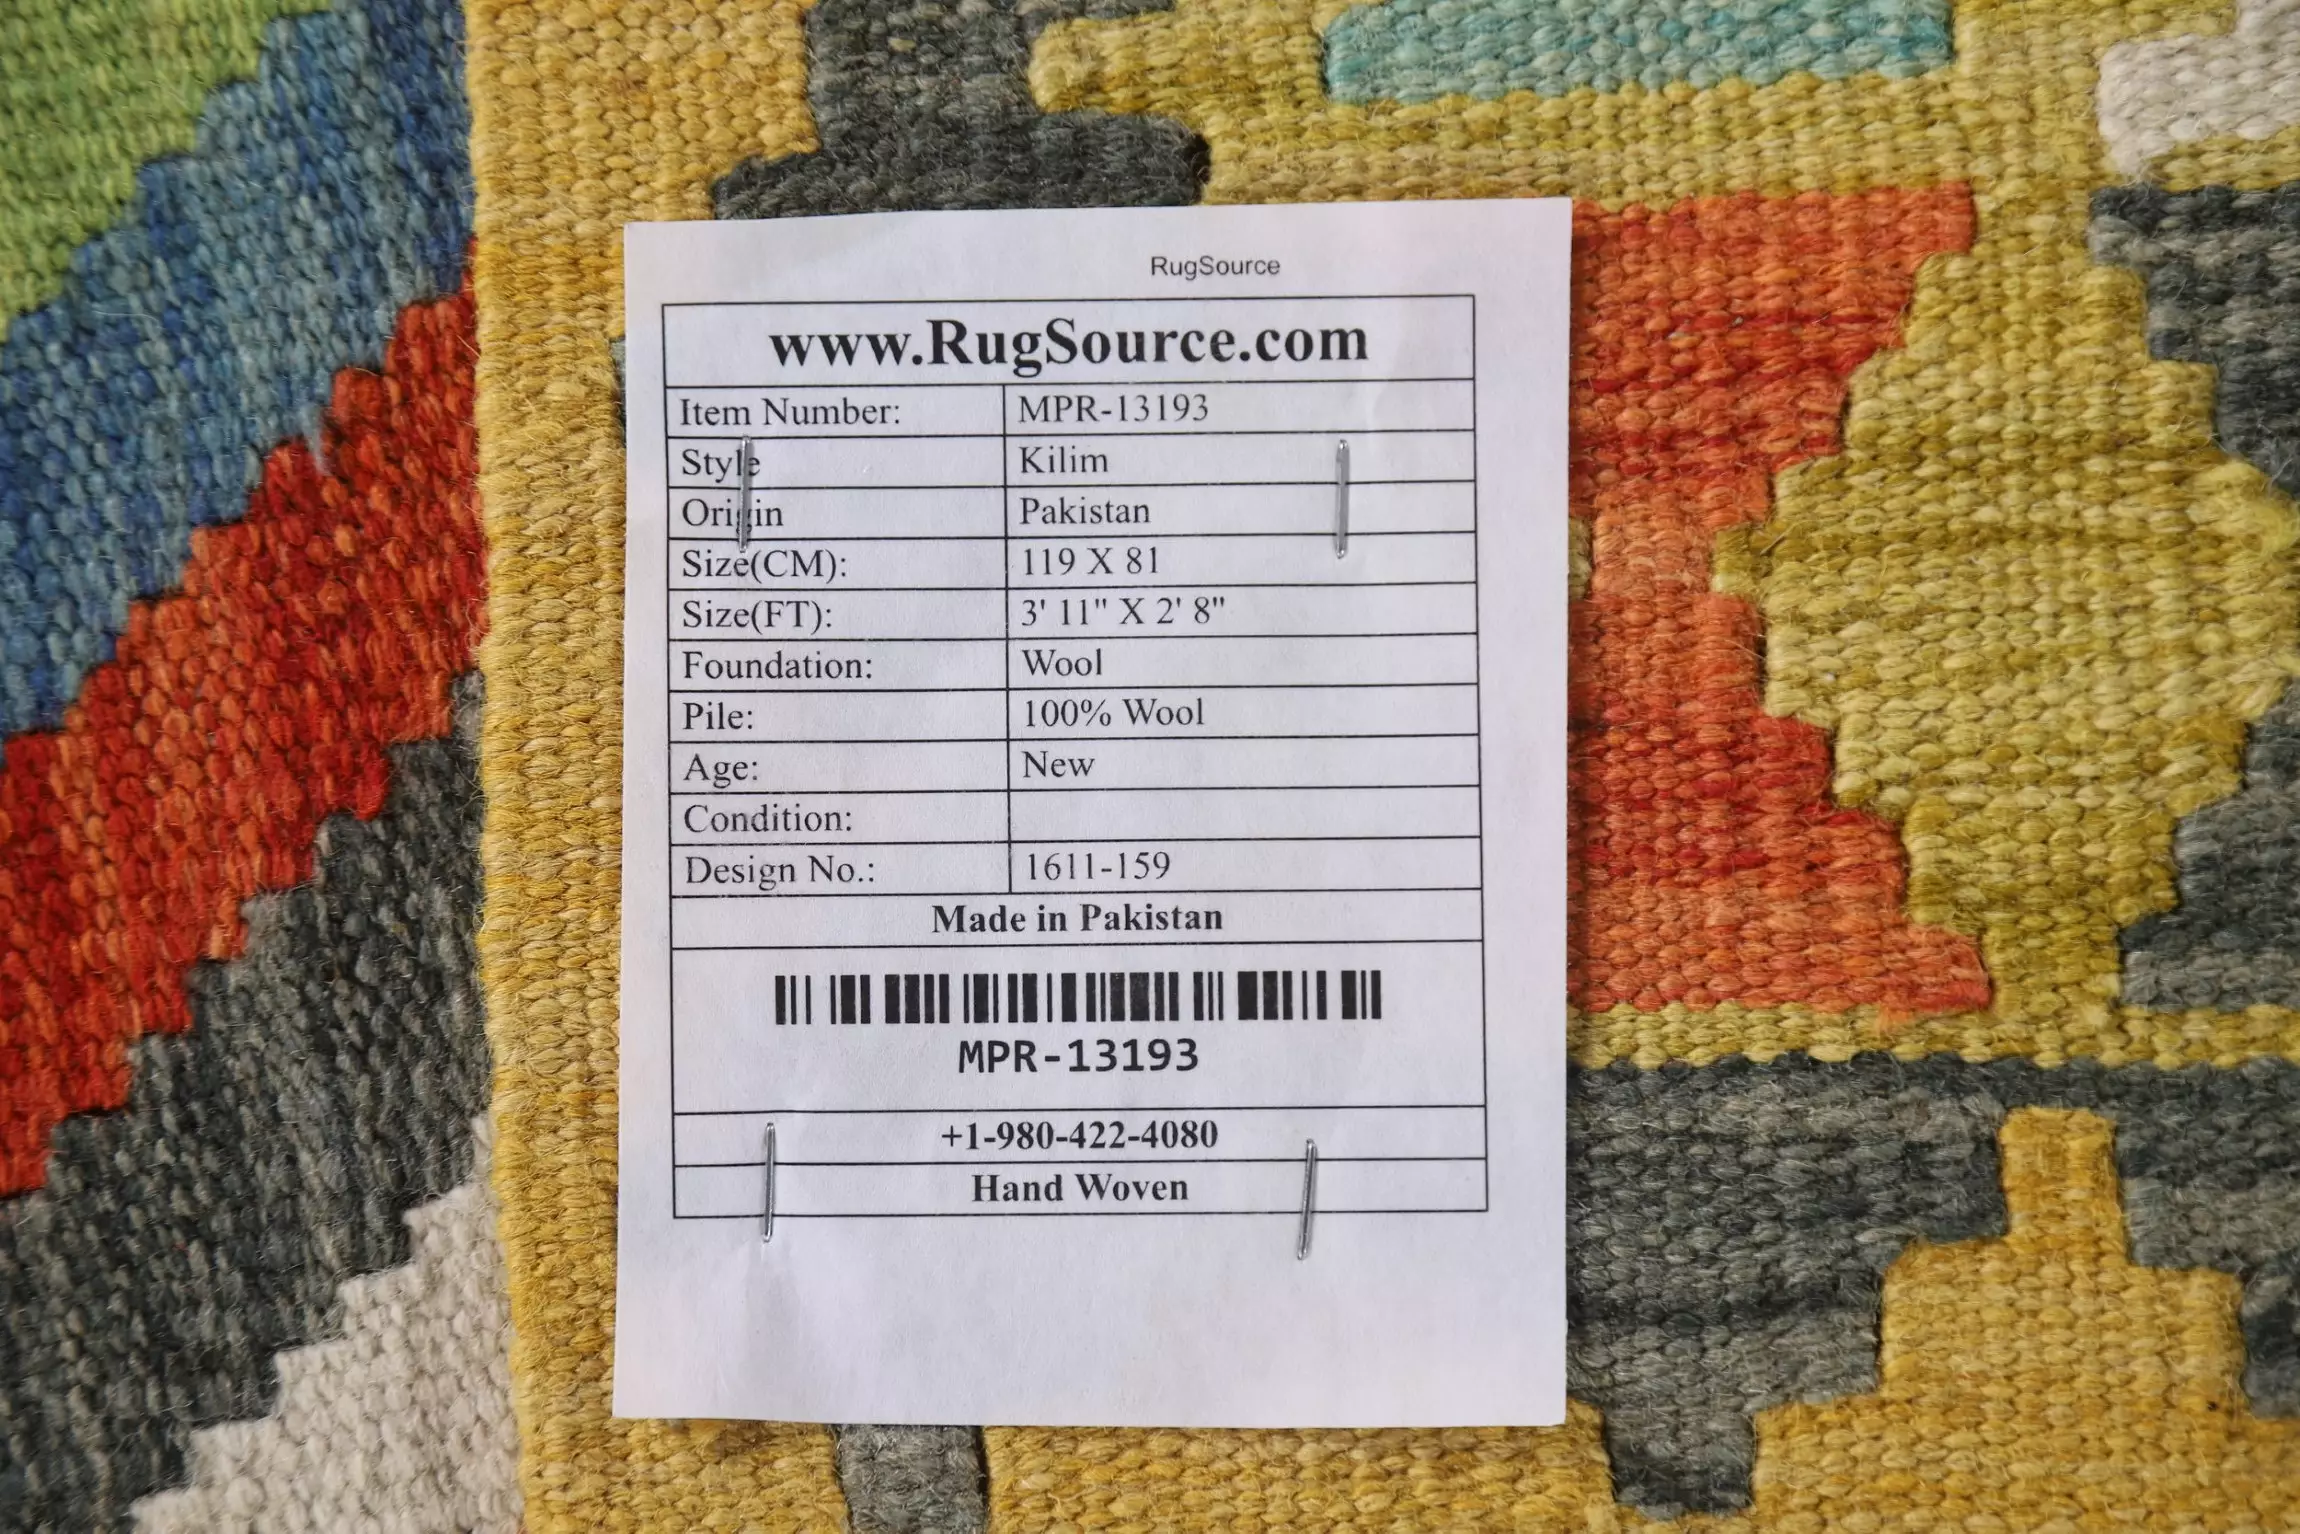 RugSource
www.RugSource.com
Item Number: MPR-13193
Style Kilim
Origin Pakistan
Size(CM): 119 X 81
Size(FT): 3' 11" X 2' 8"
Foundation: Wool
Pile: 100% Wool
Age: New
Condition:
Design No.: 1611-159
Made in Pakistan
MPR-13193
+1-980-422-4080
Hand Woven